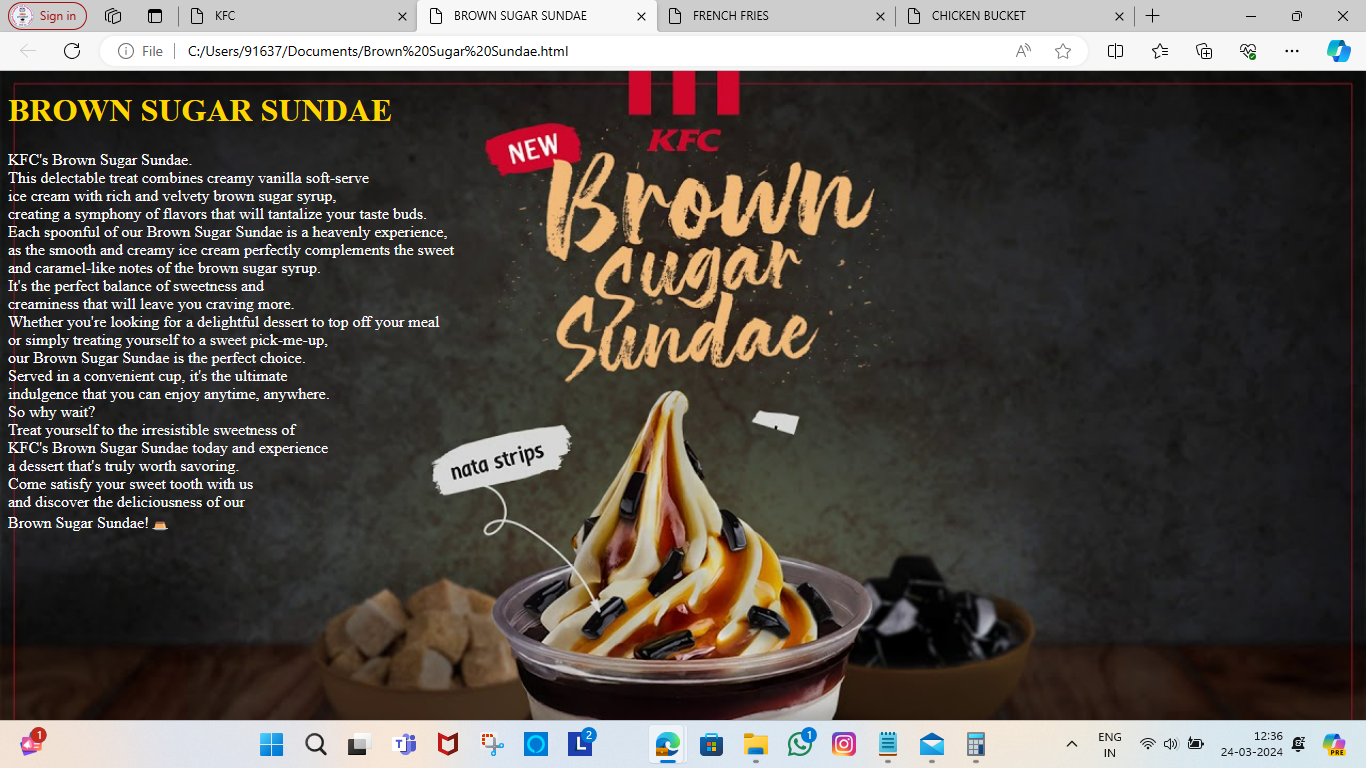 Sign in
KFC
BROWN SUGAR SUNDAE
FRENCH FRIES
CHICKEN BUCKET
File
C:/Users/91637/Documents/Brown%20Sugar%20Sundae.html
BROWN SUGAR SUNDAE
KFC's Brown Sugar Sundae.
This delectable treat combines creamy vanilla soft-serve
ice cream with rich and velvety brown sugar syrup,
creating a symphony of flavors that will tantalize your taste buds.
Each spoonful of our Brown Sugar Sundae is a heavenly experience,
as the smooth and creamy ice cream perfectly complements the sweet
and caramel-like notes of the brown sugar syrup.
It's the perfect balance of sweetness and
creaminess that will leave you craving more.
Whether you're looking for a delightful dessert to top off your meal
or simply treating yourself to a sweet pick-me-up,
our Brown Sugar Sundae is the perfect choice.
Served in a convenient cup, it's the ultimate
indulgence that you can enjoy anytime, anywhere.
So why wait?
Treat yourself to the irresistible sweetness of
KFC's Brown Sugar Sundae today and experience
a dessert that's truly worth savoring.
Come satisfy your sweet tooth with us
and discover the deliciousness of our
Brown Sugar Sundae! 🍮
KFC
NEW
Brown
Sugar
Sundae
nata strips
1
2
1
ENG
IN
12:36
24-03-2024
PRE